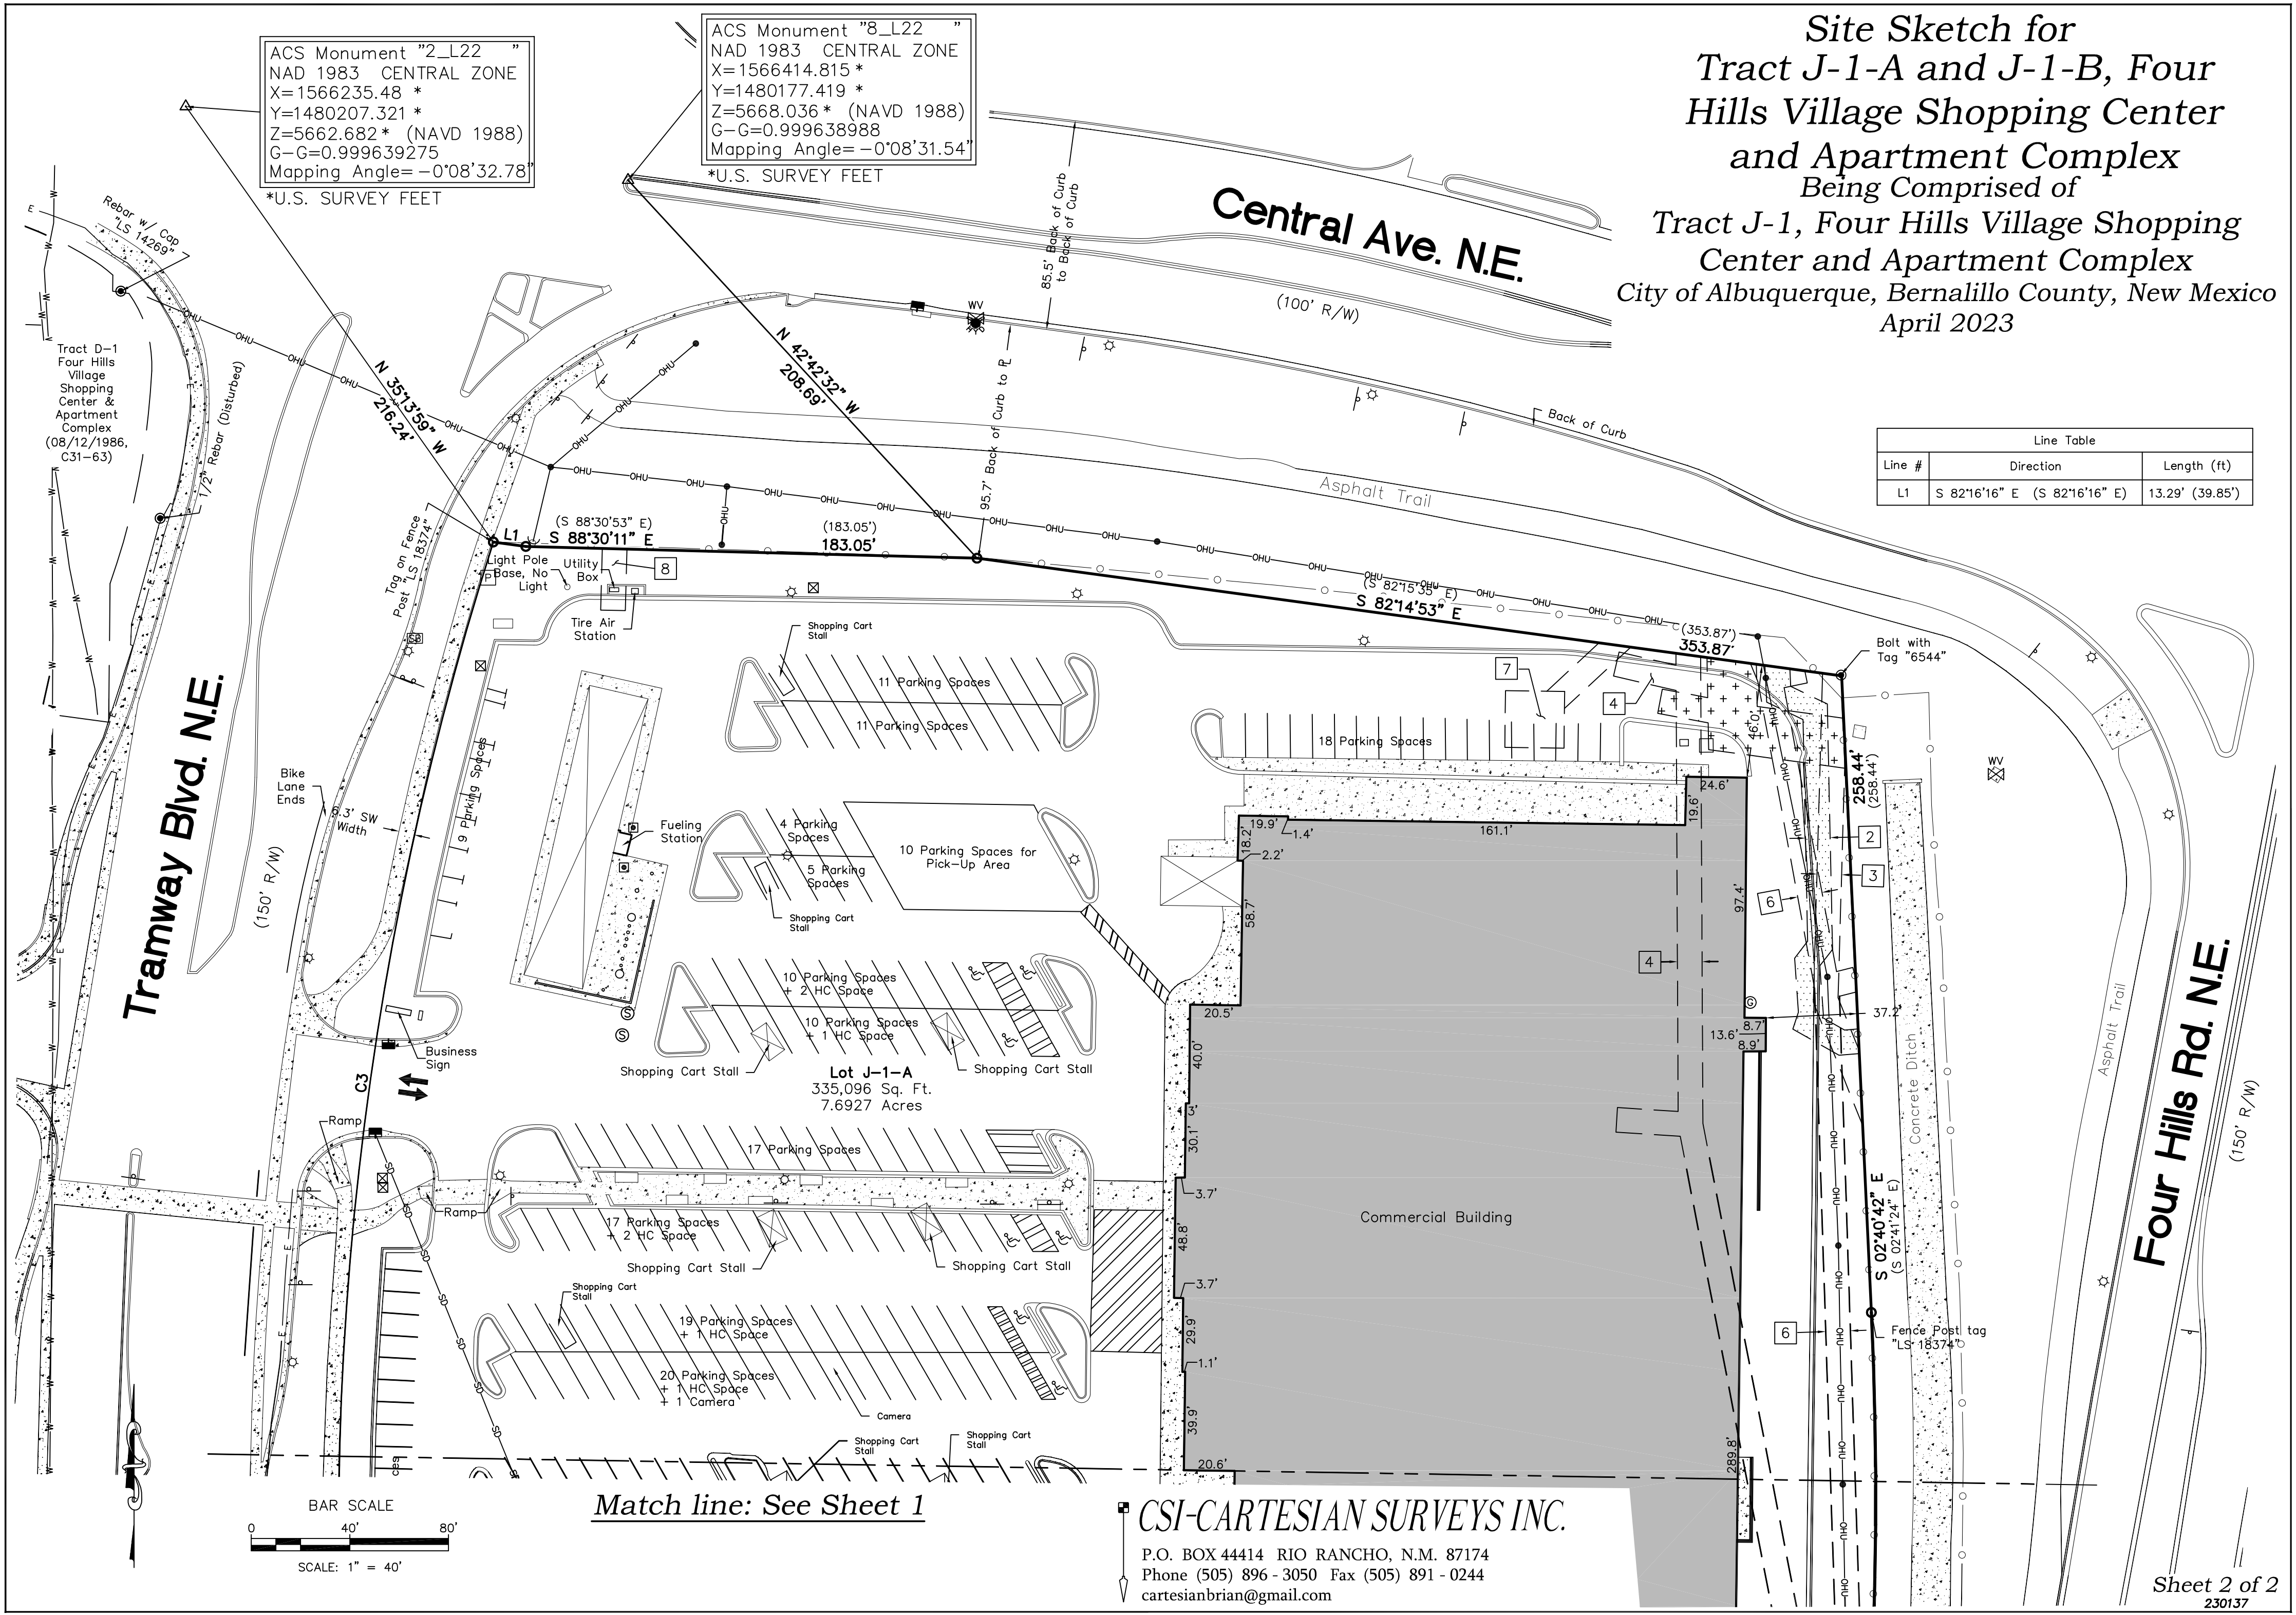 Site Sketch for
Tract J-1-A and J-1-B, Four
Hills Village Shopping Center
and Apartment Complex
Being Comprised of
Tract J-1, Four Hills Village Shopping
Center and Apartment Complex
City of Albuquerque, Bernalillo County, New Mexico
April 2023
ACS Monument "2_L22 "
NAD 1983 CENTRAL ZONE
X=1566235.48 *
Y=1480207.321 *
Z=5662.682* (NAVD 1988)
G-G=0.999639275
Mapping Angle= -0°08'32.78"
*U.S. SURVEY FEET
ACS Monument "8_L22 "
NAD 1983 CENTRAL ZONE
X=1566414.815 *
Y=1480177.419 *
Z=5668.036* (NAVD 1988)
G-G=0.999638988
Mapping Angle= -0°08'31.54"
*U.S. SURVEY FEET
Central Ave. N.E.
(100' R/W)
85.5' Back of Curb
to Back of Curb
95.7' Back of Curb to PL
Back of Curb
Asphalt Trail
WV
Rebar w/ Cap
"LS 14269"
Tract D-1
Four Hills
Village
Shopping
Center &
Apartment
Complex
(08/12/1986,
C31-63)
1/2" Rebar (Disturbed)
N 35°13'59" W
216.24'
N 42°42'32" W
208.69'
Line Table
Line #
Direction
Length (ft)
L1
S 82°16'16" E (S 82°16'16" E)
13.29' (39.85')
Tag on Fence
Post "LS 18374"
L1
(S 88°30'53" E)
S 88°30'11" E
(183.05')
183.05'
(S 82°15'35" E)
S 82°14'53" E
(353.87')
353.87'
Bolt with
Tag "6544"
Light Pole
Base, No
Light
Utility
Box
8
Tire Air
Station
Shopping Cart
Stall
11 Parking Spaces
11 Parking Spaces
7
4
18 Parking Spaces
46.0'
258.44'
(258.44')
WV
Tramway Blvd. N.E.
(150' R/W)
Bike
Lane
Ends
6.3' SW
Width
9 Parking Spaces
Fueling
Station
4 Parking
Spaces
5 Parking
Spaces
Shopping Cart
Stall
10 Parking Spaces for
Pick-Up Area
24.6'
19.6'
161.1'
19.9'
1.4'
18.2'
2.2'
58.7'
97.4'
2
3
6
4
10 Parking Spaces
+ 2 HC Space
10 Parking Spaces
+ 1 HC Space
Shopping Cart Stall
Shopping Cart Stall
Business
Sign
C3
Lot J-1-A
335,096 Sq. Ft.
7.6927 Acres
20.5'
40.0'
30.1'
3.7'
48.8'
3.7'
29.9'
1.1'
39.9'
20.6'
8.7'
13.6'
8.9'
37.2'
289.8'
Concrete Ditch
Asphalt Trail
Four Hills Rd. N.E.
(150' R/W)
Ramp
Ramp
17 Parking Spaces
17 Parking Spaces
+ 2 HC Space
Shopping Cart Stall
Shopping Cart Stall
Commercial Building
S 02°40'42" E
(S 02°41'24" E)
6
Fence Post tag
"LS 18374"
Shopping Cart
Stall
19 Parking Spaces
+ 1 HC Space
20 Parking Spaces
+ 1 HC Space
+ 1 Camera
Camera
Shopping Cart
Stall
Shopping Cart
Stall
BAR SCALE
0 40' 80'
SCALE: 1" = 40'
Match line: See Sheet 1
CSI-CARTESIAN SURVEYS INC.
P.O. BOX 44414 RIO RANCHO, N.M. 87174
Phone (505) 896 - 3050 Fax (505) 891 - 0244
cartesianbrian@gmail.com
Sheet 2 of 2
230137